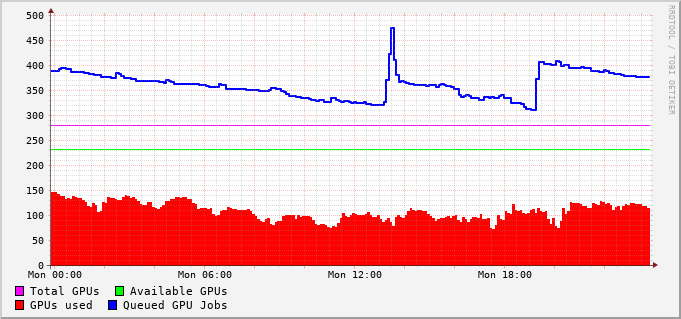 500
450
400
350
300
250
200
150
100
50
0
Mon 00:00 Mon 06:00 Mon 12:00 Mon 18:00
Total GPUs Available GPUs
GPUs used Queued GPU Jobs
RRDTOOL / TOBI OETIKER